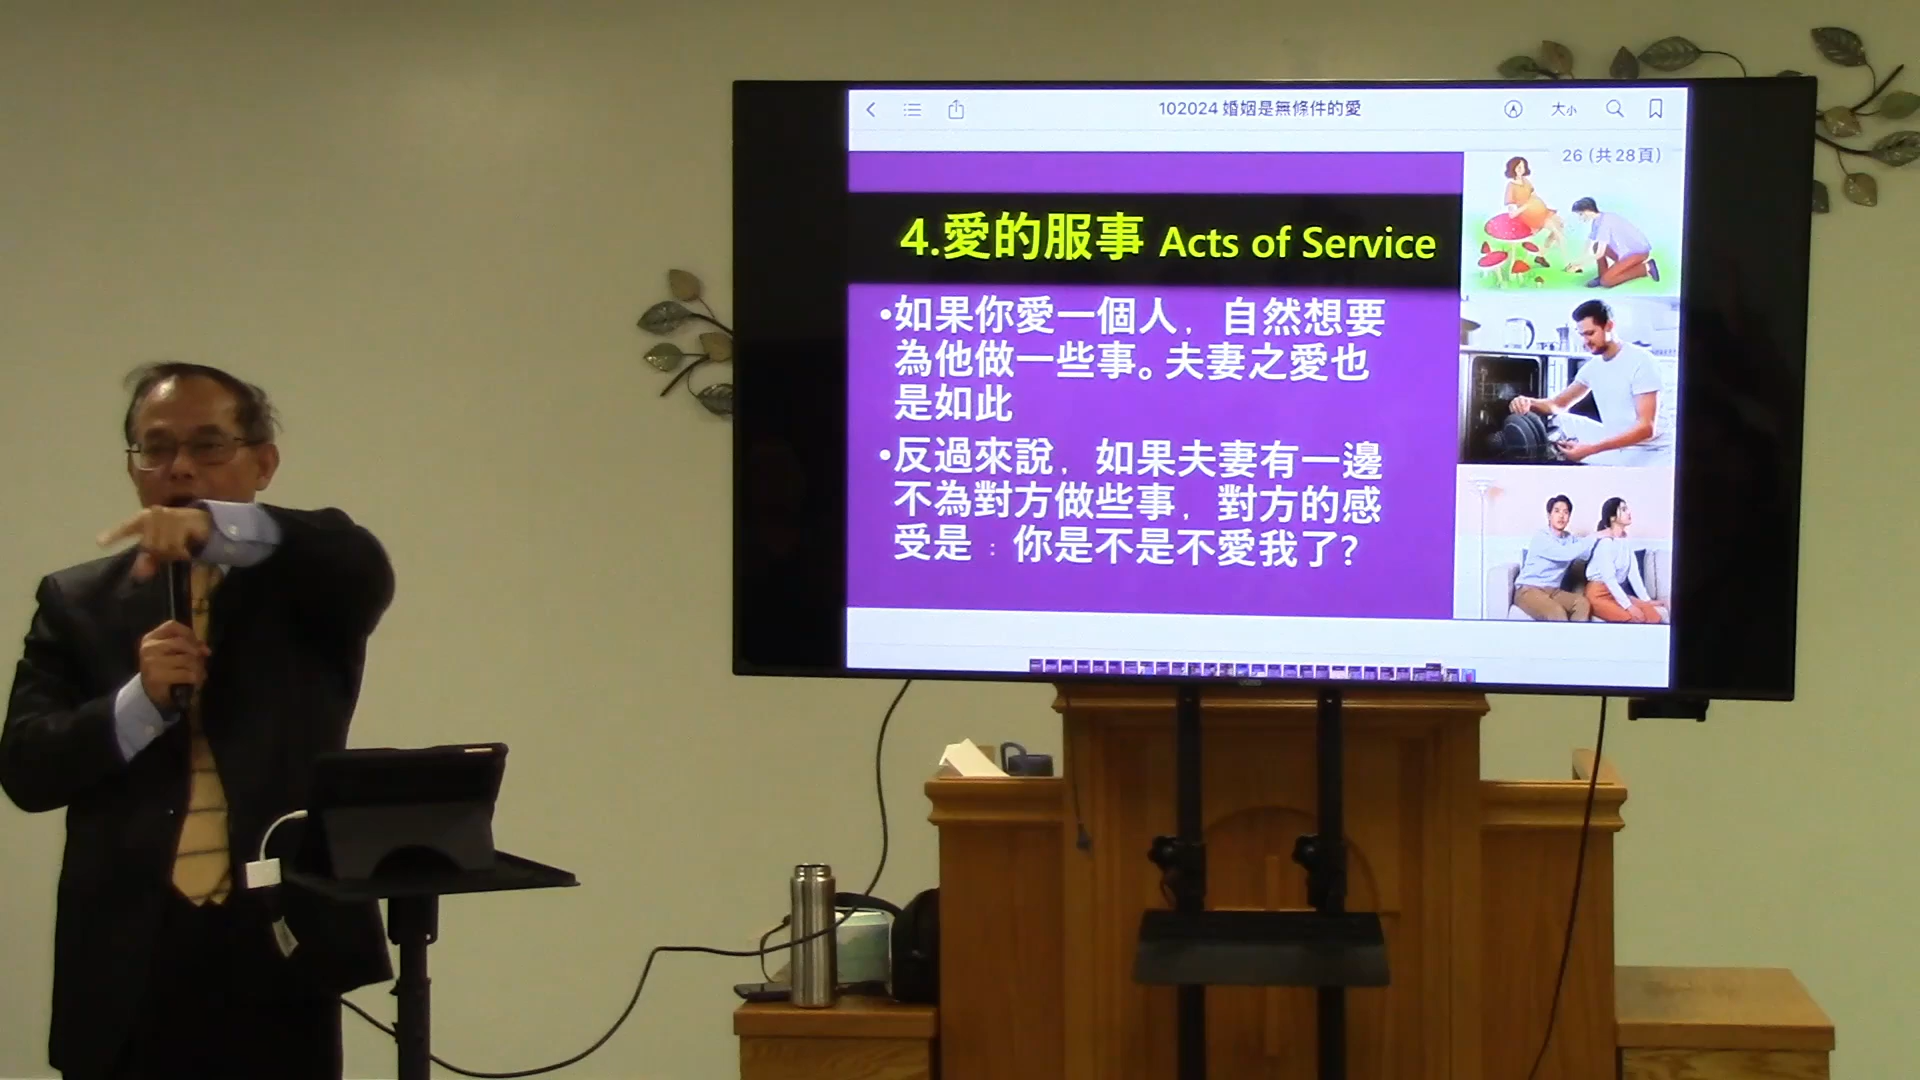 102024 婚姻是無條件的愛
大小
26 (共28頁)
4.愛的服事 Acts of Service
•如果你愛一個人，自然想要
為他做一些事。夫妻之愛也
是如此
•反過來說，如果夫妻有一邊
不為對方做些事，對方的感
受是：你是不是不愛我了?